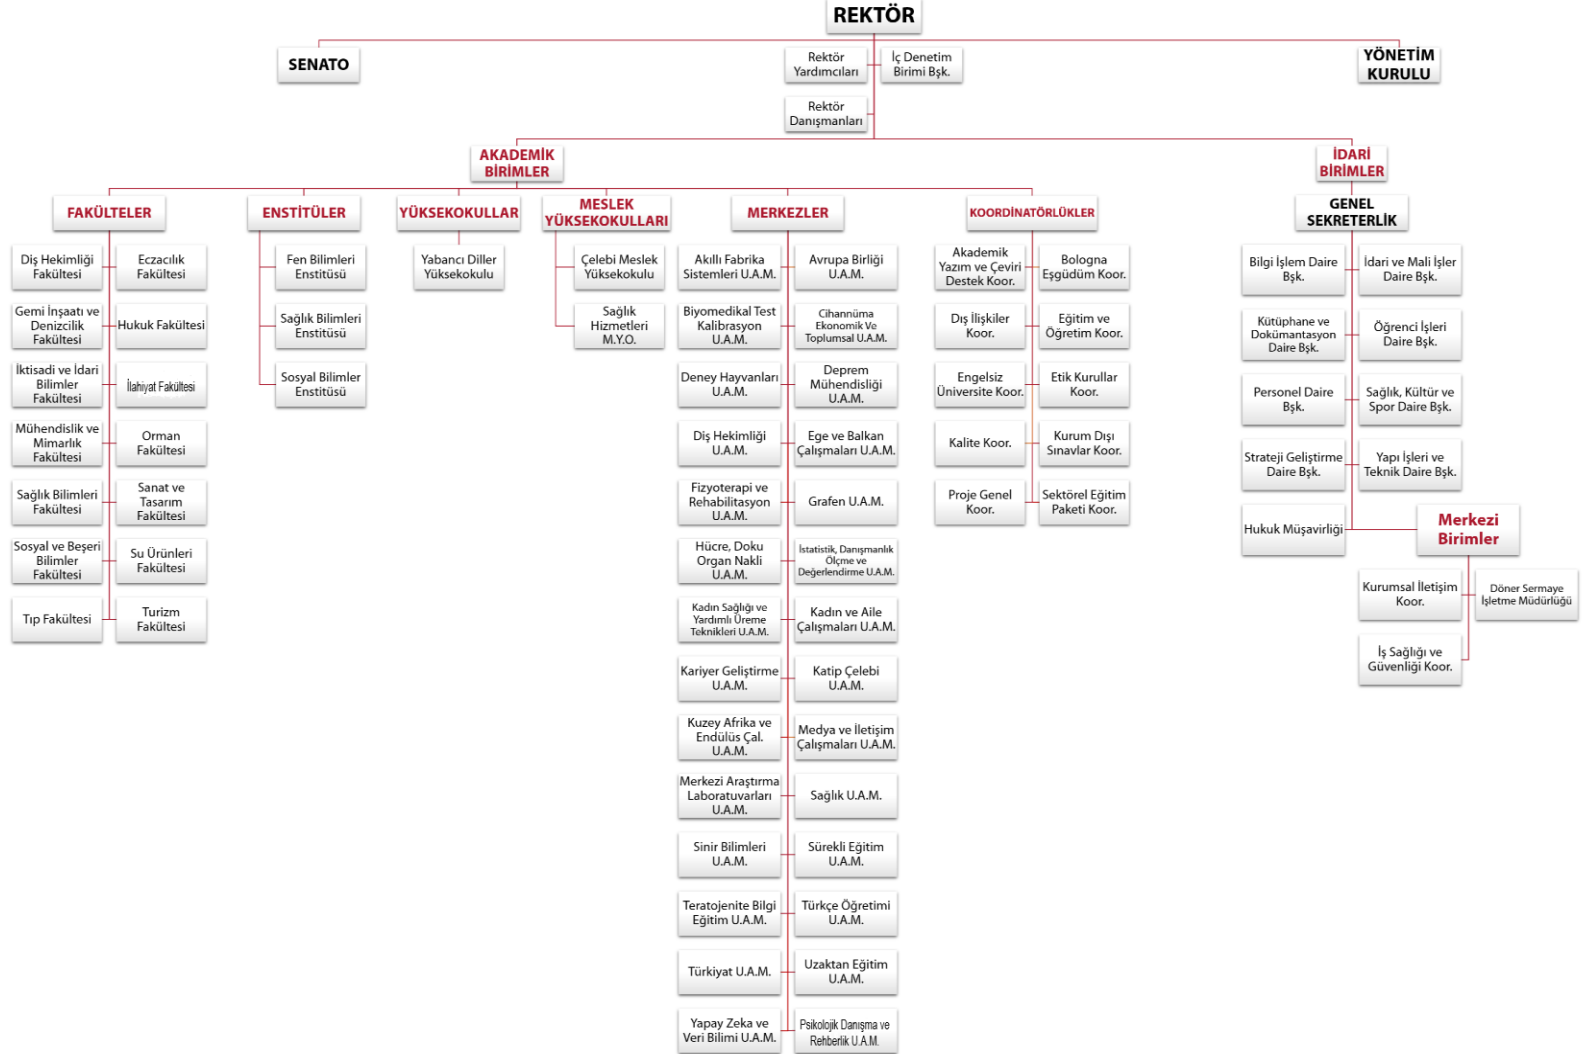 REKTÖR
SENATO
Rektör
Yardımcıları
İç Denetim
Birimi Bşk.
YÖNETİM
KURULU
Rektör
Danışmanları
AKADEMİK
BİRİMLER
İDARİ
BİRİMLER
FAKÜLTELER
Diş Hekimliği
Fakültesi
Eczacılık
Fakültesi
Gemi İnşaatı ve
Denizcilik
Fakültesi
Hukuk Fakültesi
İktisadi ve İdari
Bilimler
Fakültesi
İlahiyat Fakültesi
Mühendislik ve
Mimarlık
Fakültesi
Orman
Fakültesi
Sağlık Bilimleri
Fakültesi
Sanat ve
Tasarım
Fakültesi
Sosyal ve Beşeri
Bilimler
Fakültesi
Su Ürünleri
Fakültesi
Tıp Fakültesi
Turizm
Fakültesi
ENSTİTÜLER
Fen Bilimleri
Enstitüsü
Sağlık Bilimleri
Enstitüsü
Sosyal Bilimler
Enstitüsü
YÜKSEKOKULLAR
Yabancı Diller
Yüksekokulu
MESLEK
YÜKSEKOKULLARI
Çelebi Meslek
Yüksekokulu
Sağlık
Hizmetleri
M.Y.O.
MERKEZLER
Akıllı Fabrika
Sistemleri U.A.M.
Avrupa Birliği
U.A.M.
Biyomedikal Test
Kalibrasyon
U.A.M.
Cihannüma
Ekonomik Ve
Toplumsal U.A.M.
Deney Hayvanları
U.A.M.
Deprem
Mühendisliği
U.A.M.
Diş Hekimliği
U.A.M.
Ege ve Balkan
Çalışmaları U.A.M.
Fizyoterapi ve
Rehabilitasyon
U.A.M.
Grafen U.A.M.
Hücre, Doku
Organ Nakli
U.A.M.
İstatistik, Danışmanlık
Ölçme ve
Değerlendirme U.A.M.
Kadın Sağlığı ve
Yardımlı Üreme
Teknikleri U.A.M.
Kadın ve Aile
Çalışmaları U.A.M.
Kariyer Geliştirme
U.A.M.
Katip Çelebi
U.A.M.
Kuzey Afrika ve
Endülüs Çal.
U.A.M.
Medya ve İletişim
Çalışmaları U.A.M.
Merkezi Araştırma
Laboratuvarları
U.A.M.
Sağlık U.A.M.
Sinir Bilimleri
U.A.M.
Sürekli Eğitim
U.A.M.
Teratojenite Bilgi
Eğitim U.A.M.
Türkçe Öğretimi
U.A.M.
Türkiyat U.A.M.
Uzaktan Eğitim
U.A.M.
Yapay Zeka ve
Veri Bilimi U.A.M.
Psikolojik Danışma ve
Rehberlik U.A.M.
KOORDİNATÖRLÜKLER
Akademik
Yazım ve Çeviri
Destek Koor.
Bologna
Eşgüdüm Koor.
Dış İlişkiler
Koor.
Eğitim ve
Öğretim Koor.
Engelsiz
Üniversite Koor.
Etik Kurullar
Koor.
Kalite Koor.
Kurum Dışı
Sınavlar Koor.
Proje Genel
Koor.
Sektörel Eğitim
Paketi Koor.
GENEL
SEKRETERLİK
Bilgi İşlem Daire
Bşk.
İdari ve Mali İşler
Daire Bşk.
Kütüphane ve
Dokümantasyon
Daire Bşk.
Öğrenci İşleri
Daire Bşk.
Personel Daire
Bşk.
Sağlık, Kültür ve
Spor Daire Bşk.
Strateji Geliştirme
Daire Bşk.
Yapı İşleri ve
Teknik Daire Bşk.
Hukuk Müşavirliği
Merkezi
Birimler
Kurumsal İletişim
Koor.
Döner Sermaye
İşletme Müdürlüğü
İş Sağlığı ve
Güvenliği Koor.